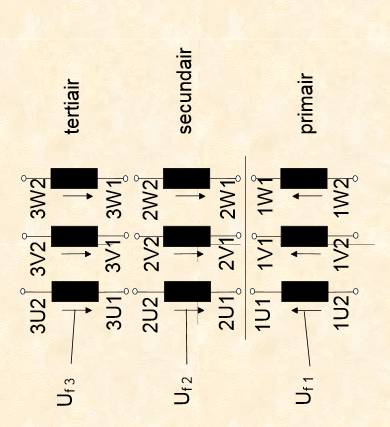 3U2 3V2 3W2
Uf3 tertiair
3U1 3V1 3W1
2U2 2V2 2W2
Uf2 secundair
2U1 2V1 2W1
1U1 1V1 1W1
Uf1 primair
1U2 1V2 1W2